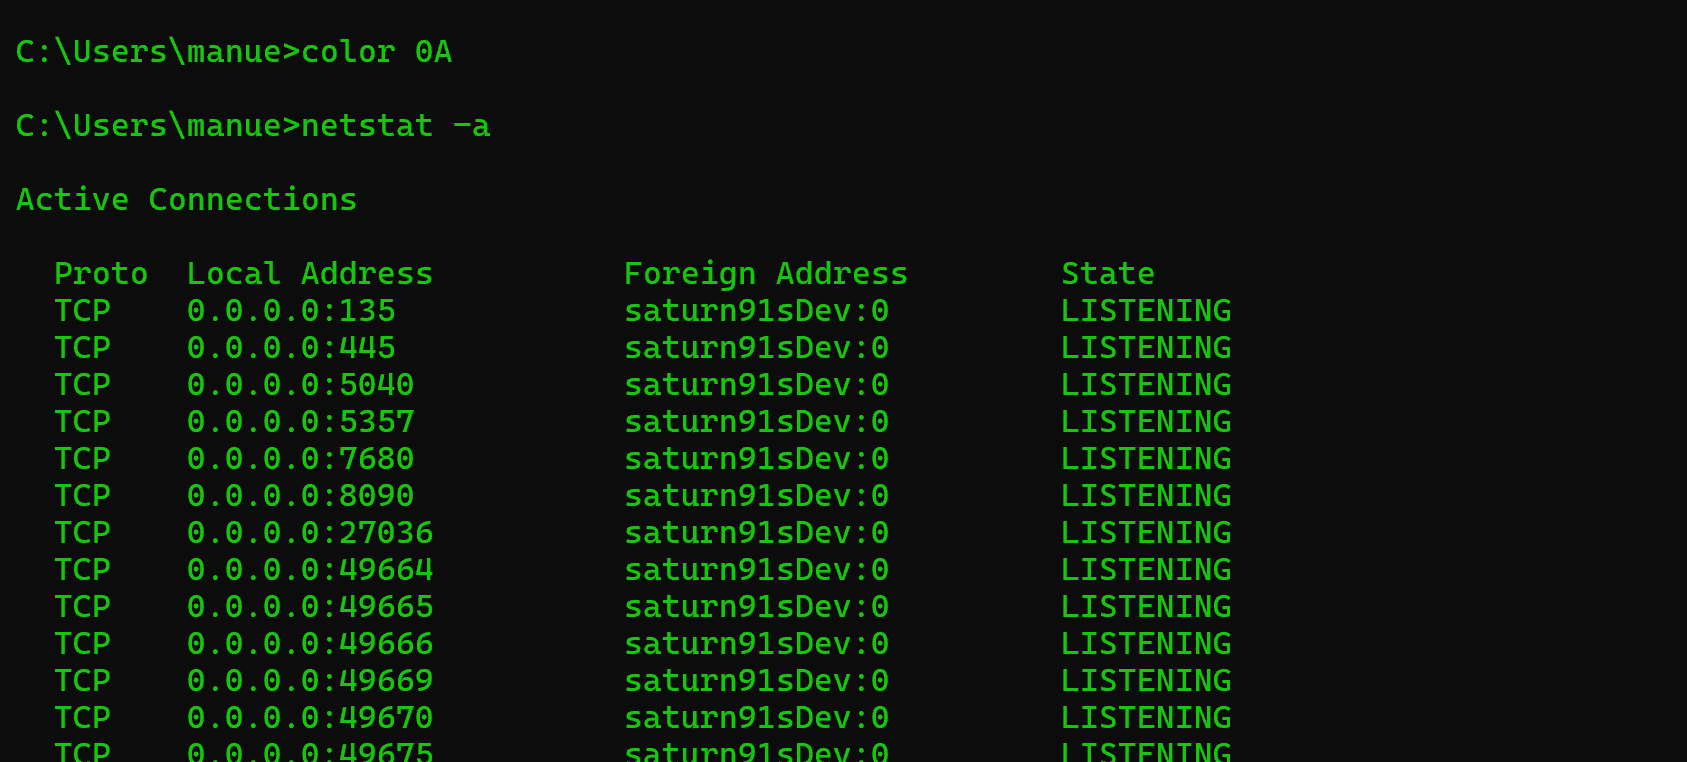 C:\Users\manue>color 0A
C:\Users\manue>netstat -a
Active Connections
Proto  Local Address          Foreign Address        State
TCP    0.0.0.0:135            saturn91sDev:0         LISTENING
TCP    0.0.0.0:445            saturn91sDev:0         LISTENING
TCP    0.0.0.0:5040           saturn91sDev:0         LISTENING
TCP    0.0.0.0:5357           saturn91sDev:0         LISTENING
TCP    0.0.0.0:7680           saturn91sDev:0         LISTENING
TCP    0.0.0.0:8090           saturn91sDev:0         LISTENING
TCP    0.0.0.0:27036          saturn91sDev:0         LISTENING
TCP    0.0.0.0:49664          saturn91sDev:0         LISTENING
TCP    0.0.0.0:49665          saturn91sDev:0         LISTENING
TCP    0.0.0.0:49666          saturn91sDev:0         LISTENING
TCP    0.0.0.0:49669          saturn91sDev:0         LISTENING
TCP    0.0.0.0:49670          saturn91sDev:0         LISTENING
TCP    0.0.0.0:49675          saturn91sDev:0         LISTENING